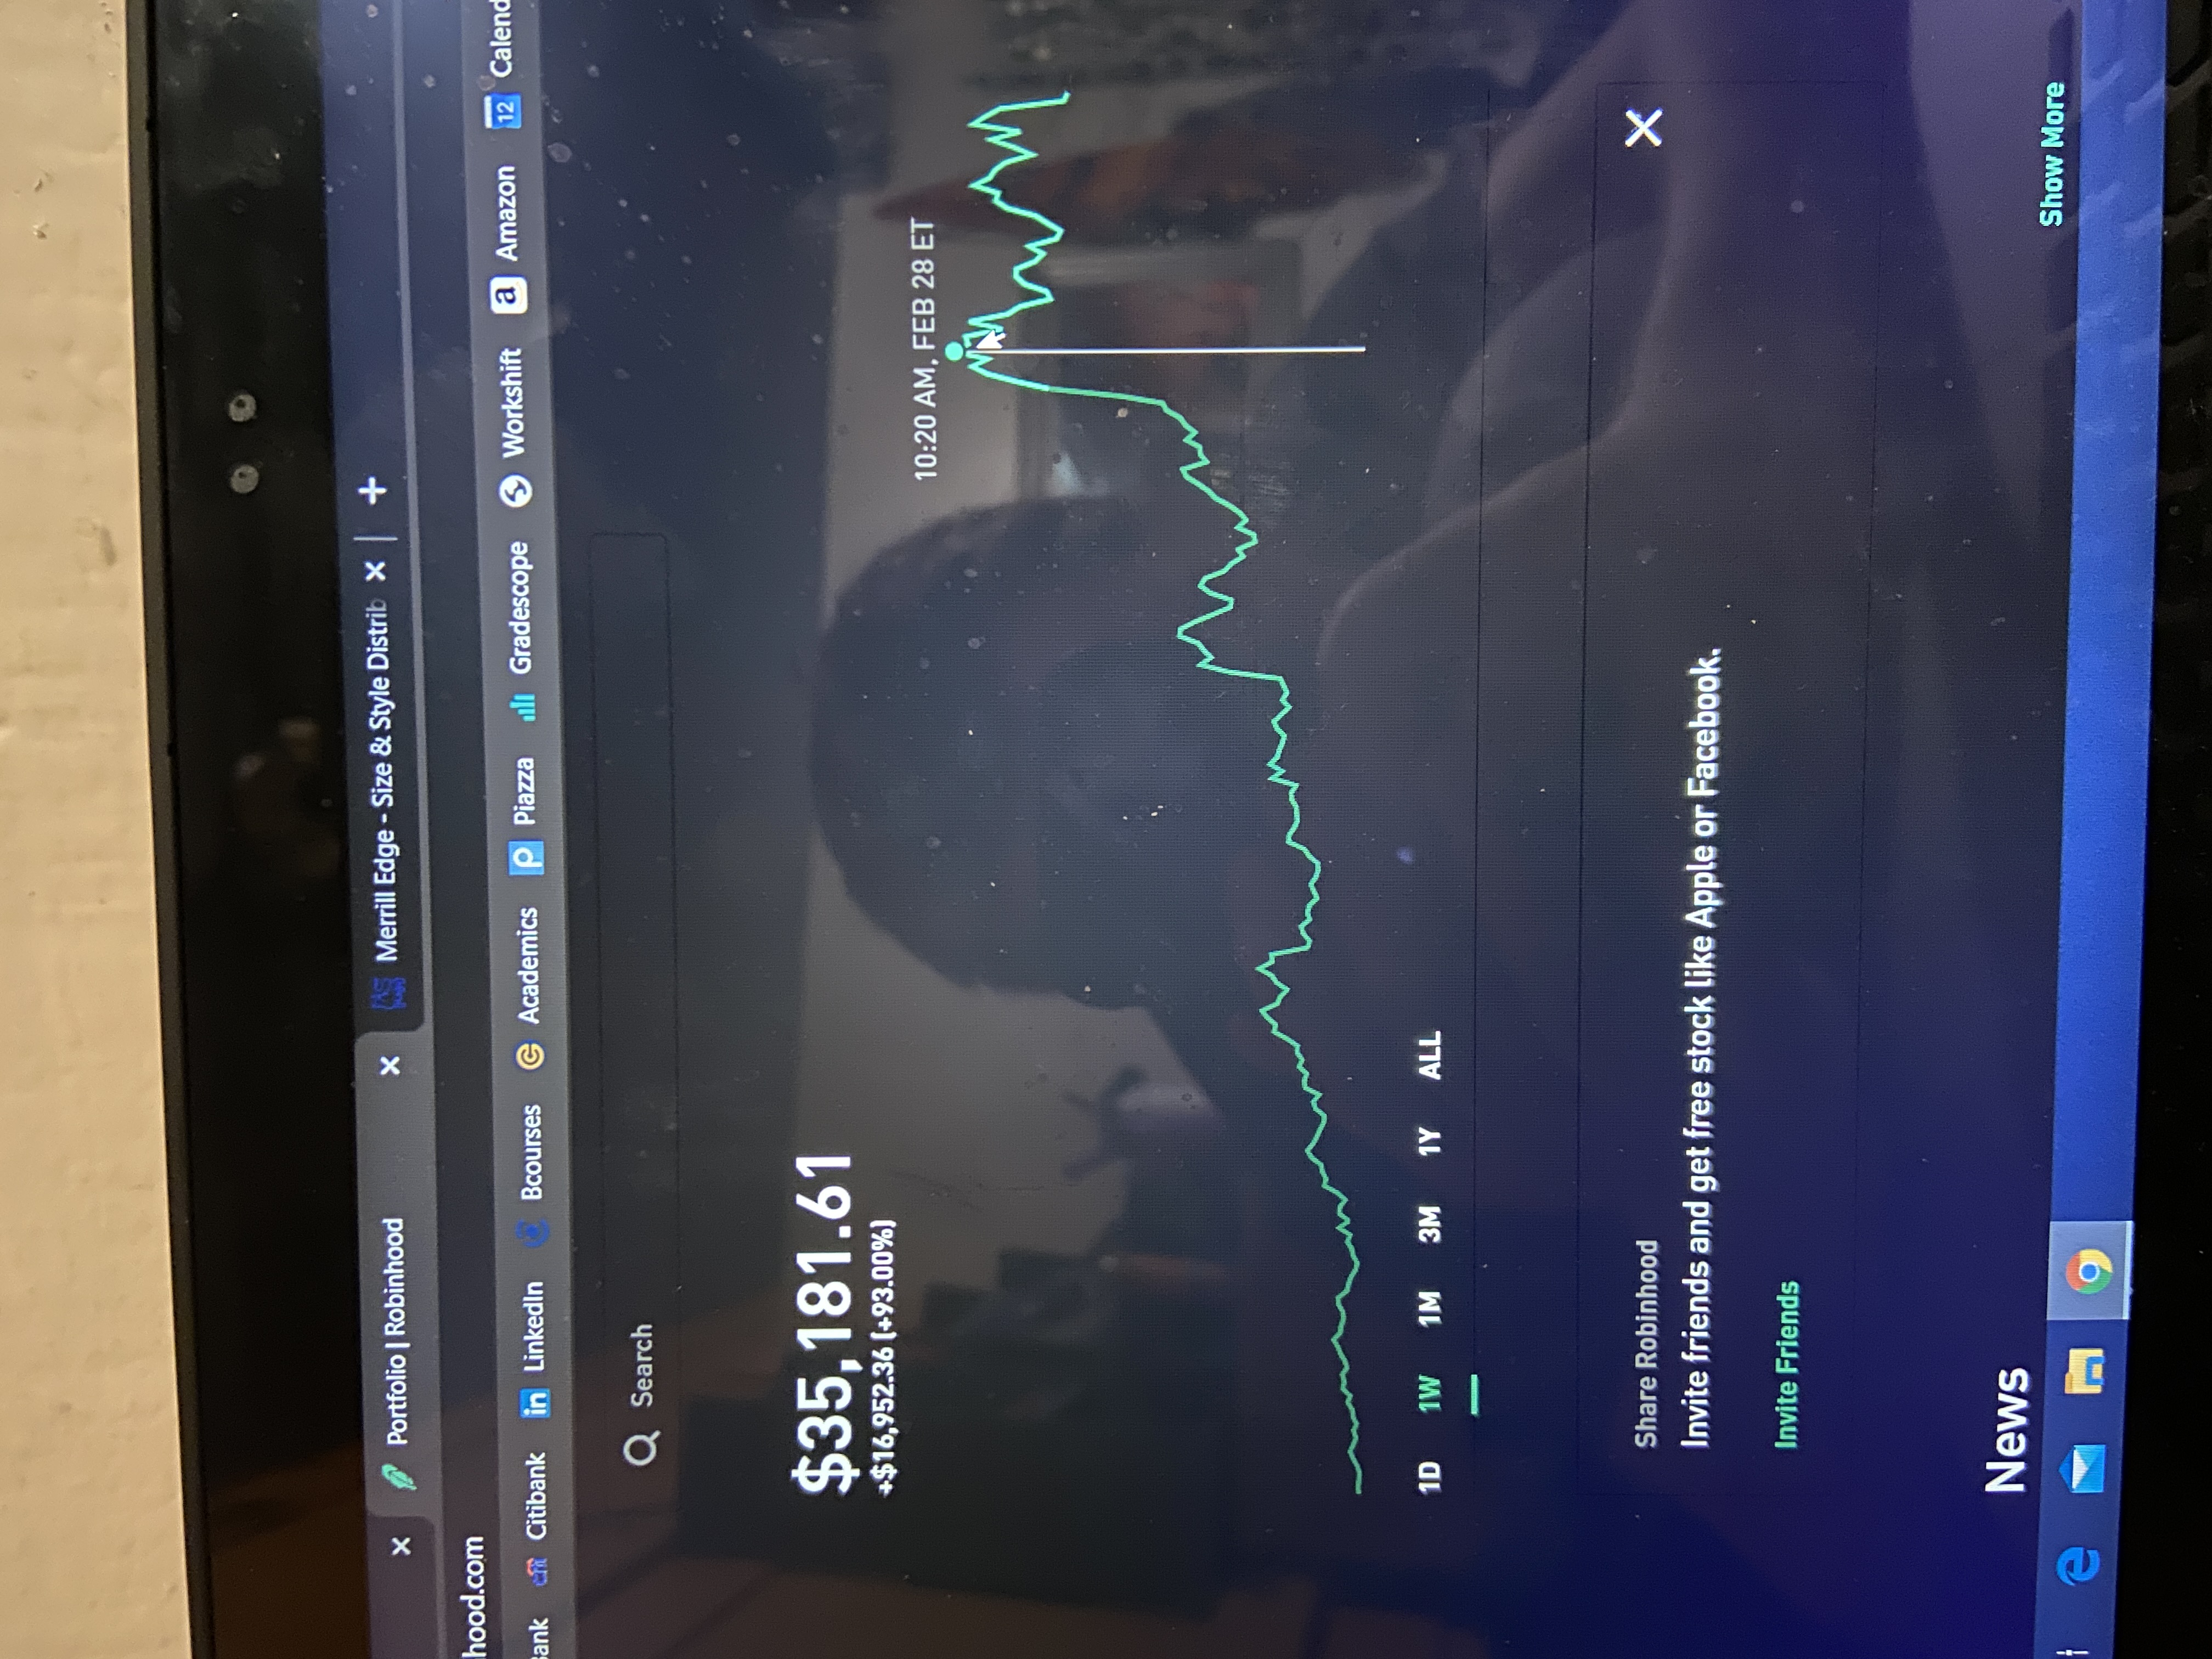 Portfolio | Robinhood
Merrill Edge - Size & Style Distrib
hood.com
Citibank LinkedIn Bcourses Academics Piazza Gradescope Workshift Amazon 12 Calend
Search
$35,181.61
+$16,952.36 (+93.00%)
10:20 AM, FEB 28 ET
1D 1W 1M 3M 1Y ALL
Share Robinhood
Invite friends and get free stock like Apple or Facebook.
Invite Friends
News
Show More